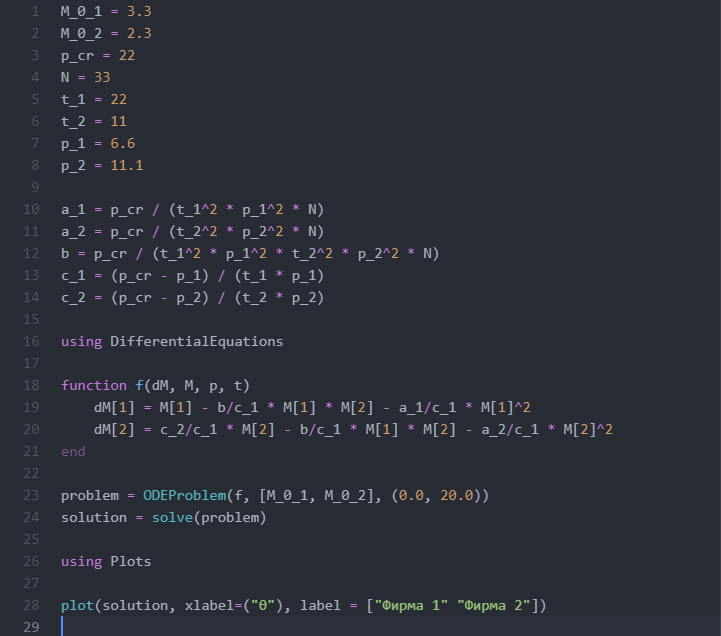 1 M_0_1 = 3.3
2 M_0_2 = 2.3
3 p_cr = 22
4 N = 33
5 t_1 = 22
6 t_2 = 11
7 p_1 = 6.6
8 p_2 = 11.1
9
10 a_1 = p_cr / (t_1^2 * p_1^2 * N)
11 a_2 = p_cr / (t_2^2 * p_2^2 * N)
12 b = p_cr / (t_1^2 * p_1^2 * t_2^2 * p_2^2 * N)
13 c_1 = (p_cr - p_1) / (t_1 * p_1)
14 c_2 = (p_cr - p_2) / (t_2 * p_2)
15
16 using DifferentialEquations
17
18 function f(dM, M, p, t)
19     dM[1] = M[1] - b/c_1 * M[1] * M[2] - a_1/c_1 * M[1]^2
20     dM[2] = c_2/c_1 * M[2] - b/c_1 * M[1] * M[2] - a_2/c_1 * M[2]^2
21 end
22
23 problem = ODEProblem(f, [M_0_1, M_0_2], (0.0, 20.0))
24 solution = solve(problem)
25
26 using Plots
27
28 plot(solution, xlabel=("θ"), label = ["Фирма 1" "Фирма 2"])
29